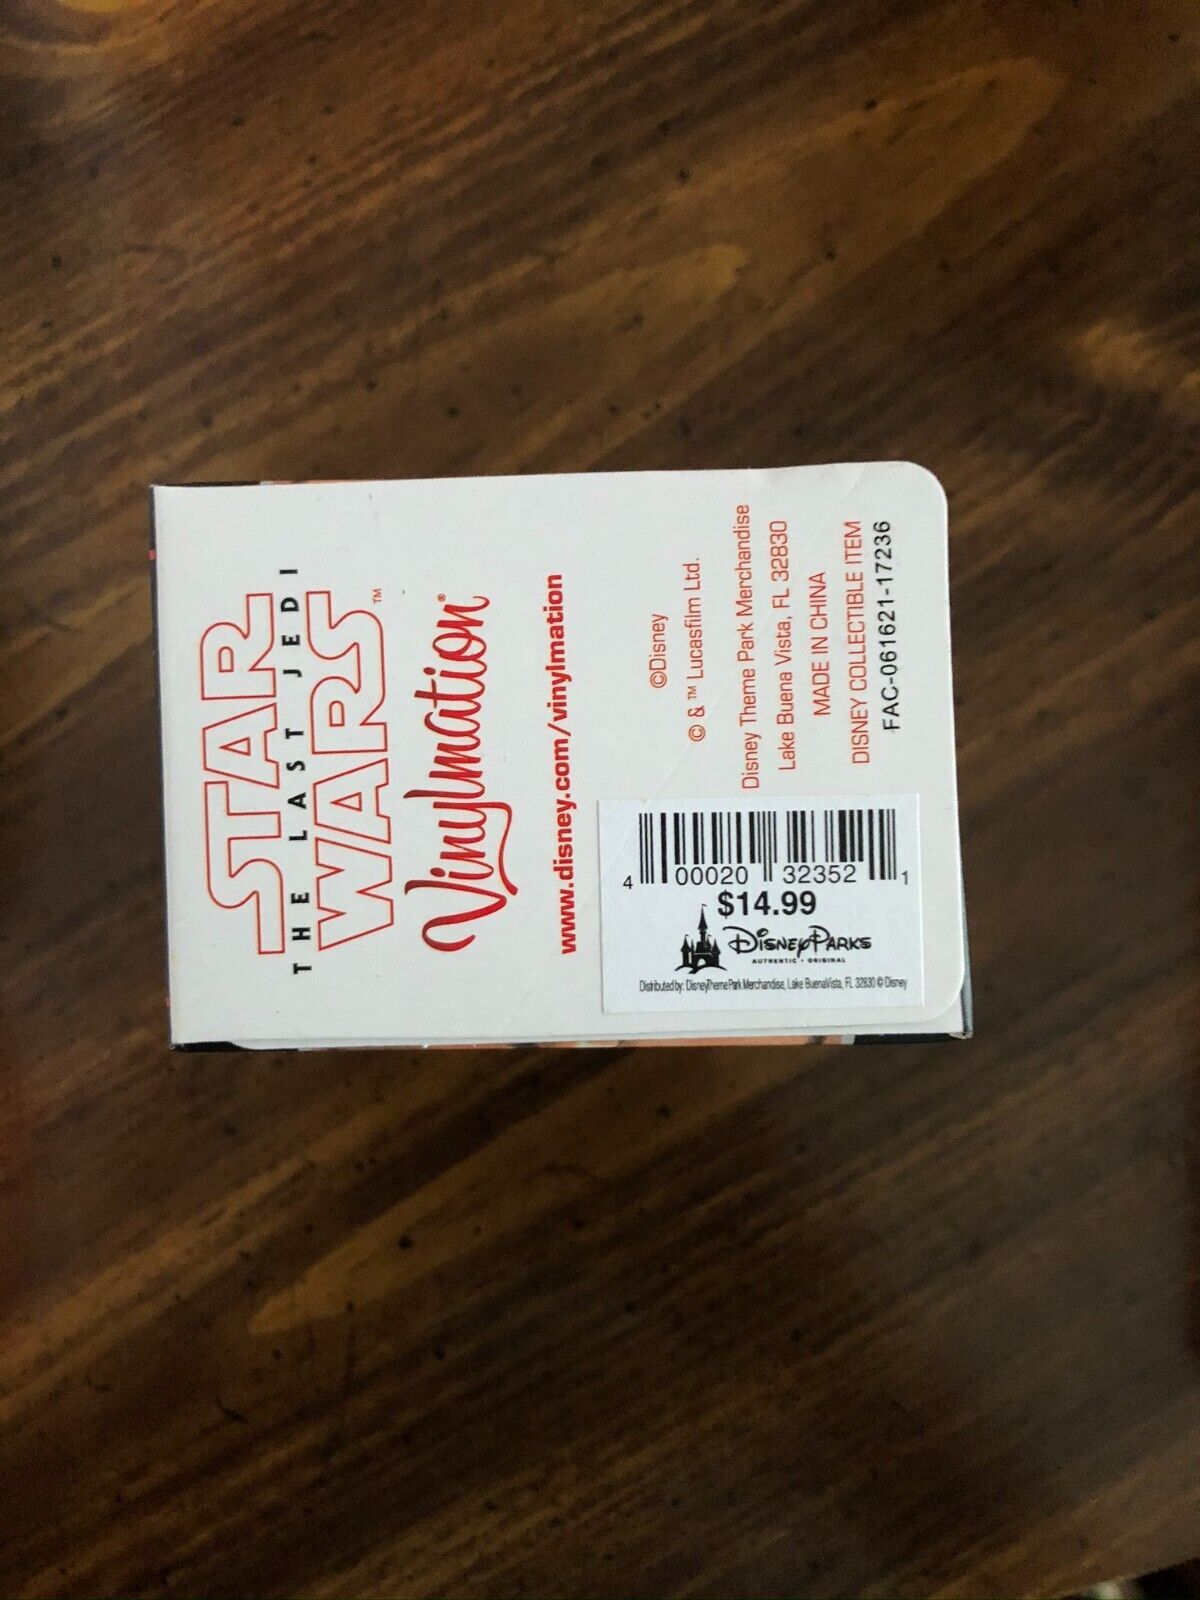 STAR
THE LAST JEDI
WARS™
Vinylmation®
www.disney.com/vinylmation
©Disney
© & ™ Lucasfilm Ltd.
Disney Theme Park Merchandise
Lake Buena Vista, FL 32830
MADE IN CHINA
DISNEY COLLECTIBLE ITEM
FAC-061621-17236
4 00020 32352 1
$14.99
Disney Parks
AUTHENTIC • ORIGINAL
Distributed by: Disney Theme Park Merchandise, Lake Buena Vista, FL 32830 © Disney